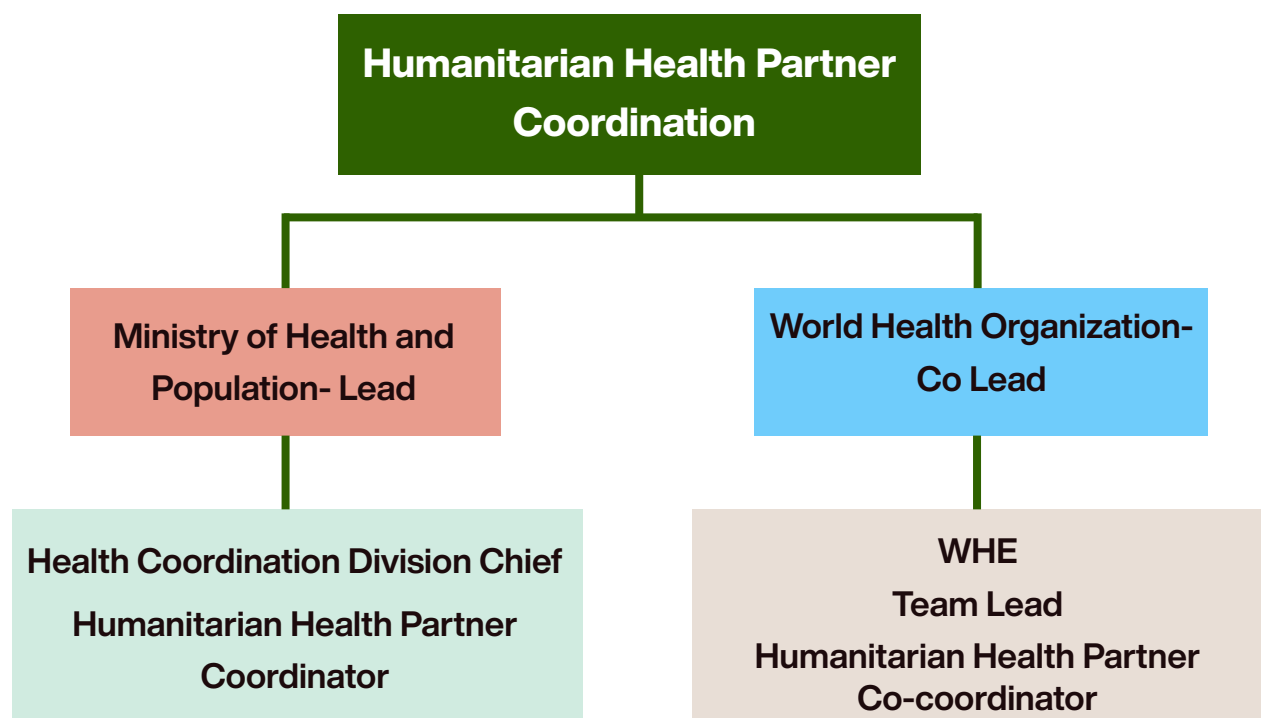 Humanitarian Health Partner
Coordination
Ministry of Health and
Population- Lead
World Health Organization-
Co Lead
Health Coordination Division Chief
Humanitarian Health Partner
Coordinator
WHE
Team Lead
Humanitarian Health Partner
Co-coordinator